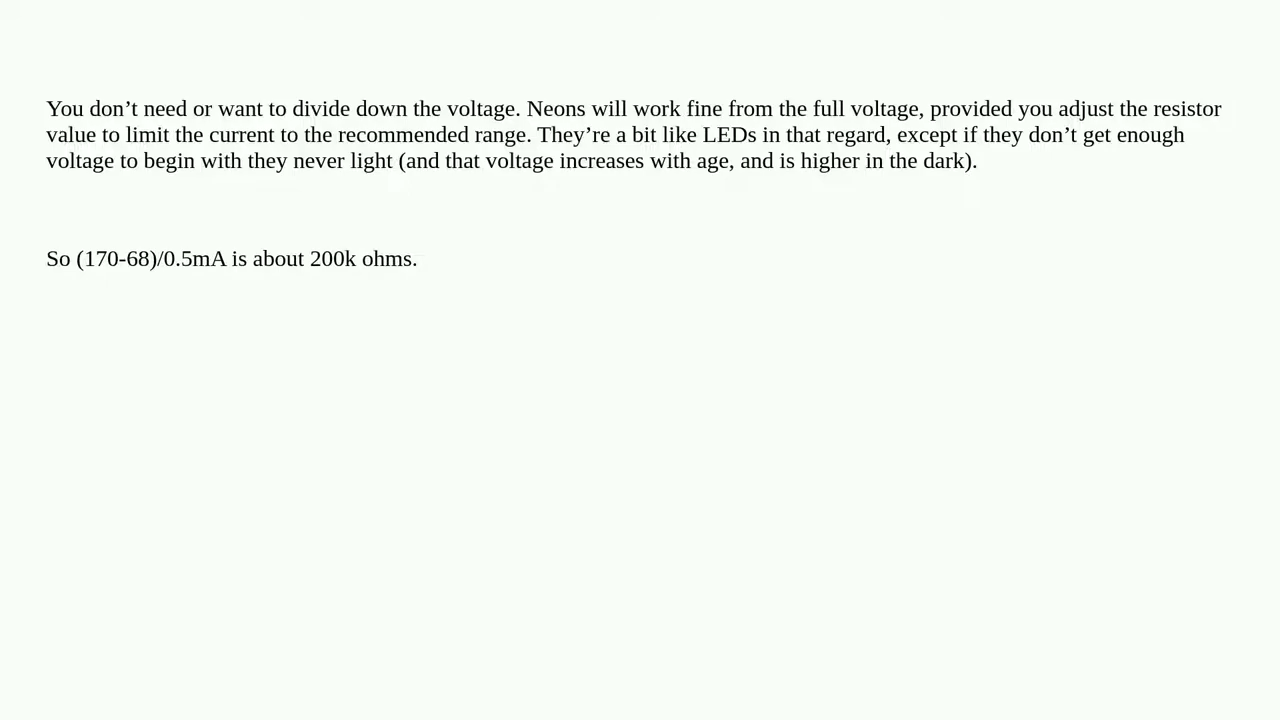 You don’t need or want to divide down the voltage. Neons will work fine from the full voltage, provided you adjust the resistor
value to limit the current to the recommended range. They’re a bit like LEDs in that regard, except if they don’t get enough
voltage to begin with they never light (and that voltage increases with age, and is higher in the dark).
So (170-68)/0.5mA is about 200k ohms.